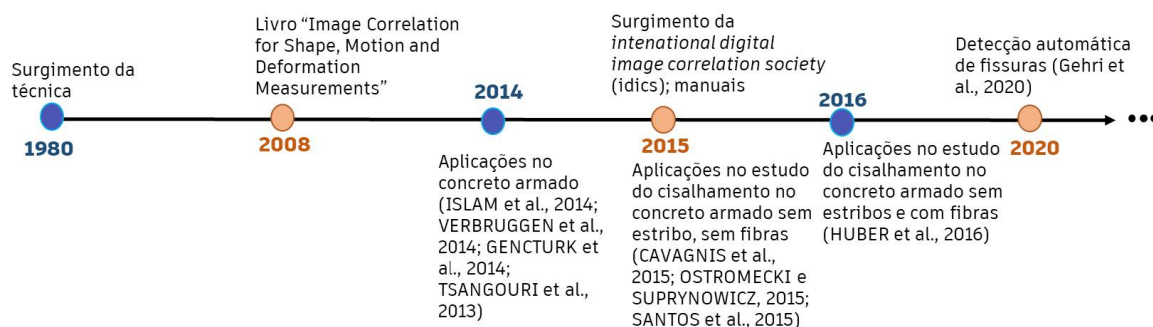 Surgimento da
técnica
1980
Livro “Image Correlation
for Shape, Motion and
Deformation
Measurements”
2008
2014
Aplicações no
concreto armado
(ISLAM et al., 2014;
VERBRUGGEN et al.,
2014; GENCTURK et
al., 2014;
TSANGOURI et al.,
2013)
Surgimento da
intenational digital
image correlation society
(idics); manuais
2015
Aplicações no estudo
do cisalhamento no
concreto armado sem
estribo, sem fibras
(CAVAGNIS et al.,
2015; OSTROMECKI e
SUPRYNOWICZ, 2015;
SANTOS et al., 2015)
2016
Aplicações no estudo
do cisalhamento no
concreto armado sem
estribos e com fibras
(HUBER et al., 2016)
Detecção automática
de fissuras (Gehri et
al., 2020)
2020